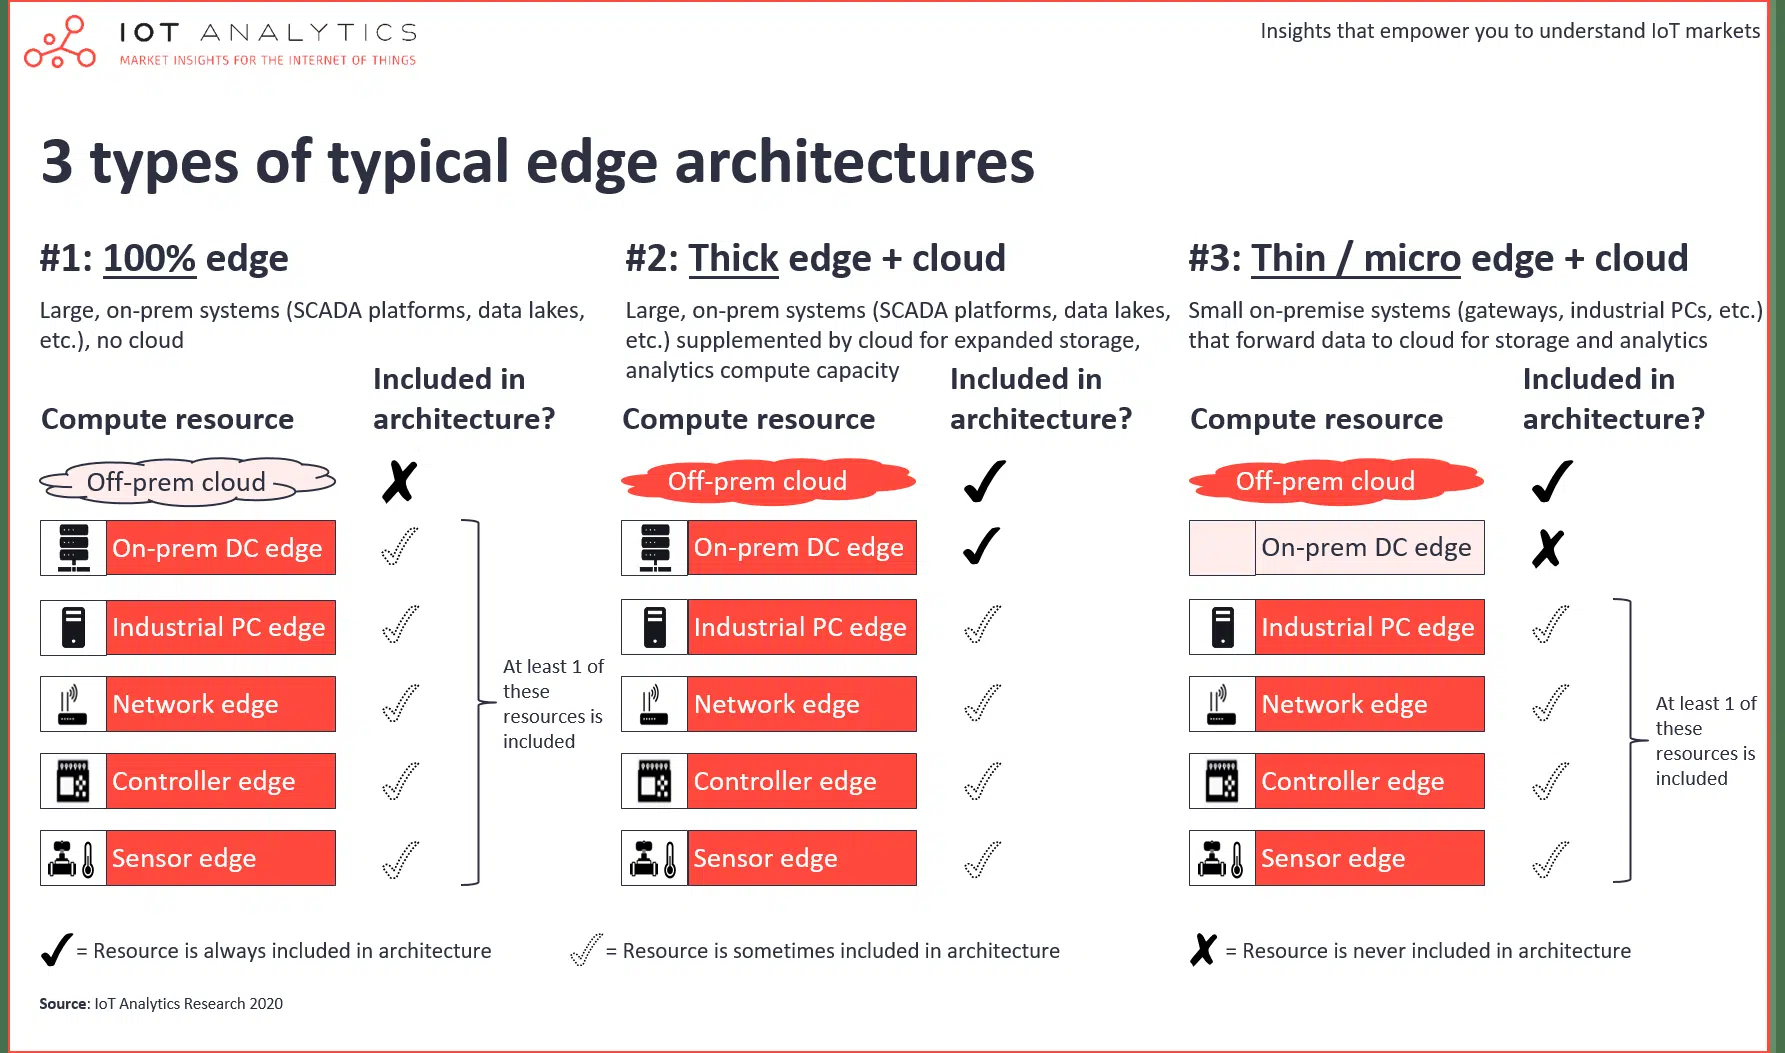 IOT ANALYTICS
MARKET INSIGHTS FOR THE INTERNET OF THINGS
Insights that empower you to understand IoT markets
3 types of typical edge architectures
#1: 100% edge
Large, on-prem systems (SCADA platforms, data lakes,
etc.), no cloud
Compute resource
Included in
architecture?
Off-prem cloud
On-prem DC edge
Industrial PC edge
Network edge
Controller edge
Sensor edge
At least 1 of
these
resources is
included
#2: Thick edge + cloud
Large, on-prem systems (SCADA platforms, data lakes,
etc.) supplemented by cloud for expanded storage,
analytics compute capacity
Compute resource
Included in
architecture?
Off-prem cloud
On-prem DC edge
Industrial PC edge
Network edge
Controller edge
Sensor edge
#3: Thin / micro edge + cloud
Small on-premise systems (gateways, industrial PCs, etc.)
that forward data to cloud for storage and analytics
Compute resource
Included in
architecture?
Off-prem cloud
On-prem DC edge
Industrial PC edge
Network edge
Controller edge
Sensor edge
At least 1 of
these
resources is
included
= Resource is always included in architecture
= Resource is sometimes included in architecture
= Resource is never included in architecture
Source: IoT Analytics Research 2020